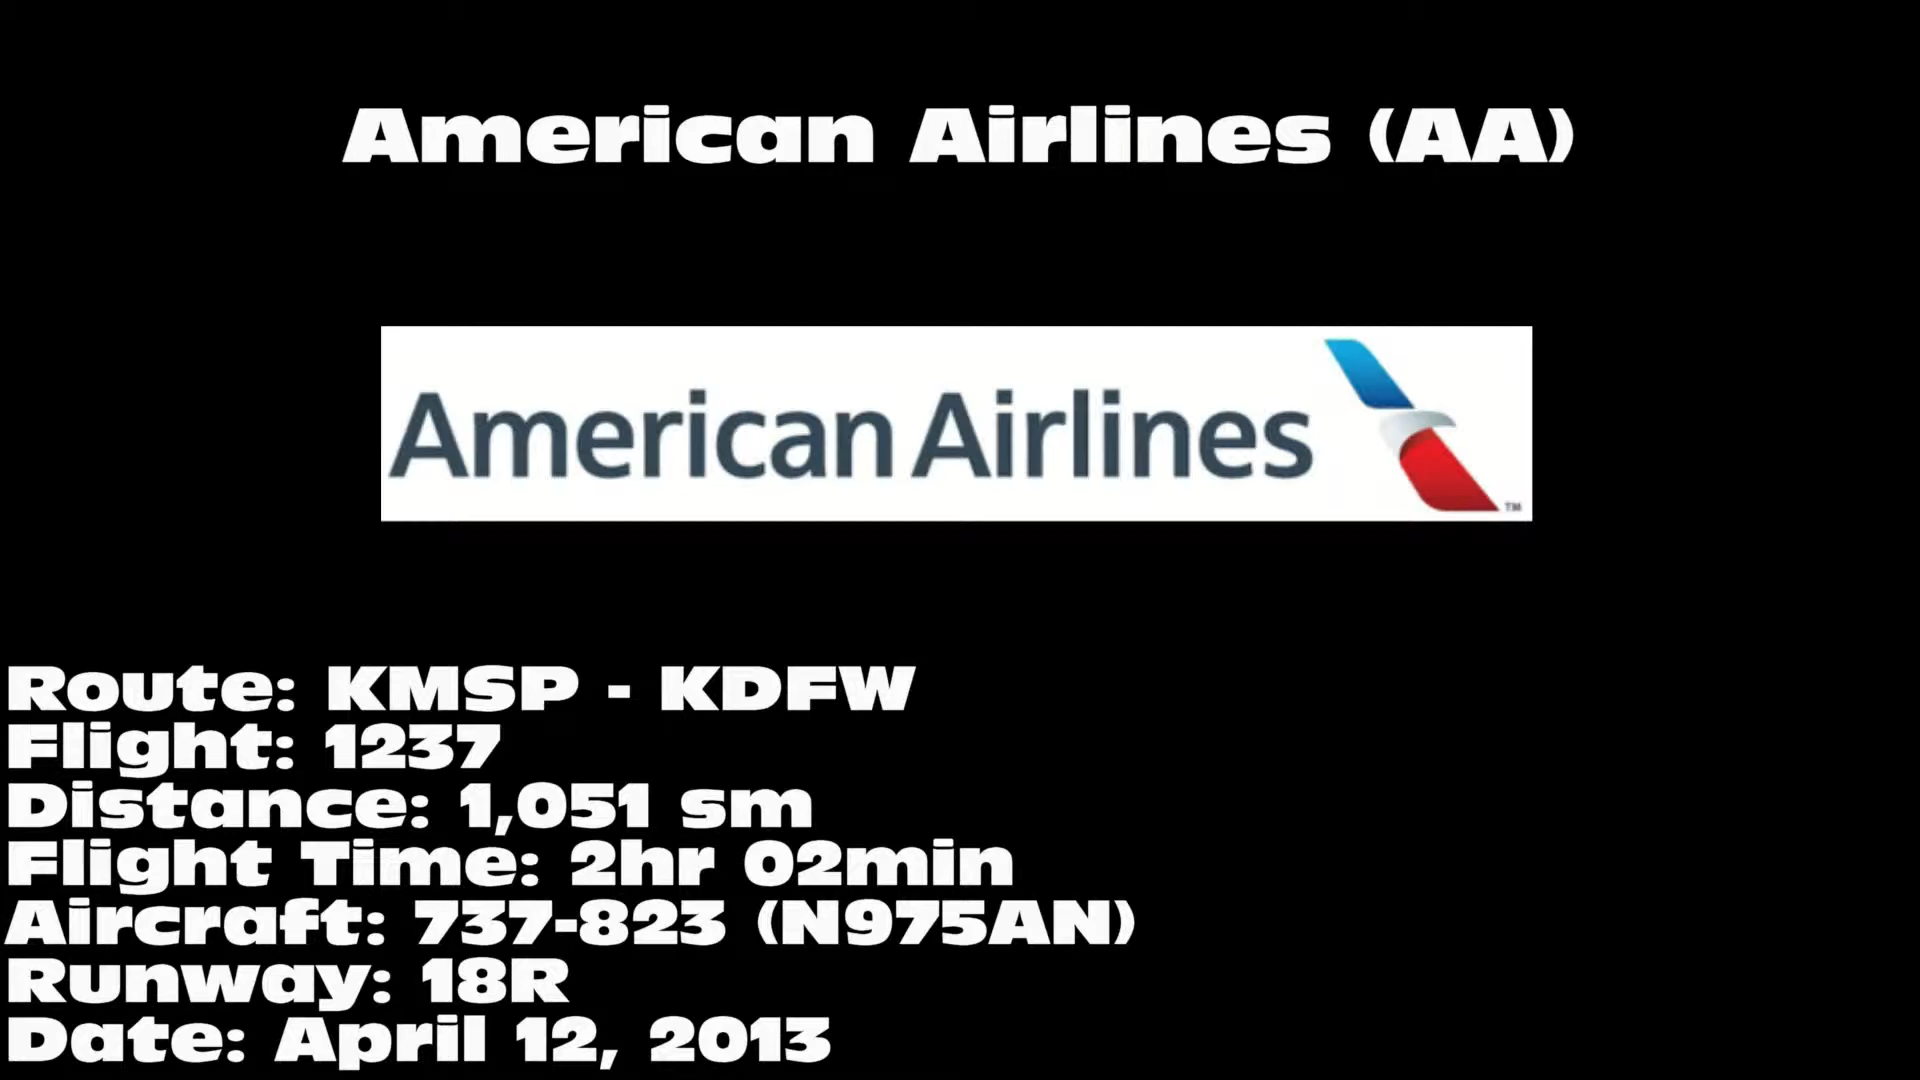 American Airlines (AA)
American Airlines
TM
Route: KMSP - KDFW
Flight: 1237
Distance: 1,051 sm
Flight Time: 2hr 02min
Aircraft: 737-823 (N975AN)
Runway: 18R
Date: April 12, 2013